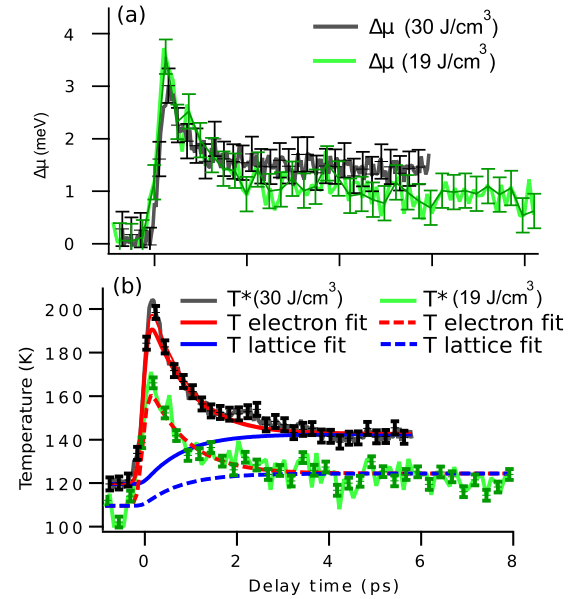 (a)
Δμ (30 J/cm³)
Δμ (19 J/cm³)
Δμ (meV)
4
3
2
1
0
(b)
T* (30 J/cm³)
T* (19 J/cm³)
T electron fit
T electron fit
T lattice fit
T lattice fit
Temperature (K)
200
180
160
140
120
100
0
2
4
6
8
Delay time (ps)